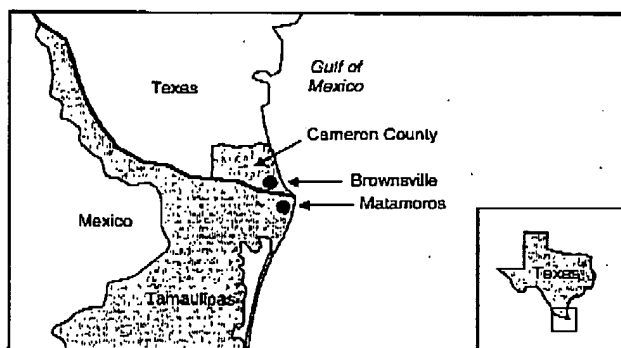 Gulf of
Mexico
Texas
Cameron County
Brownsville
Matamoros
Mexico
Texas
Tamaulipas